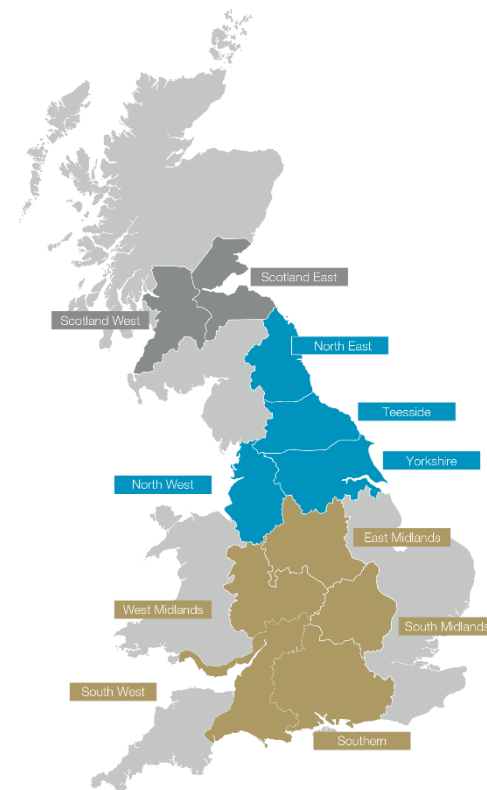 Scotland East
Scotland West
North East
Teesside
Yorkshire
North West
East Midlands
West Midlands
South Midlands
South West
Southern